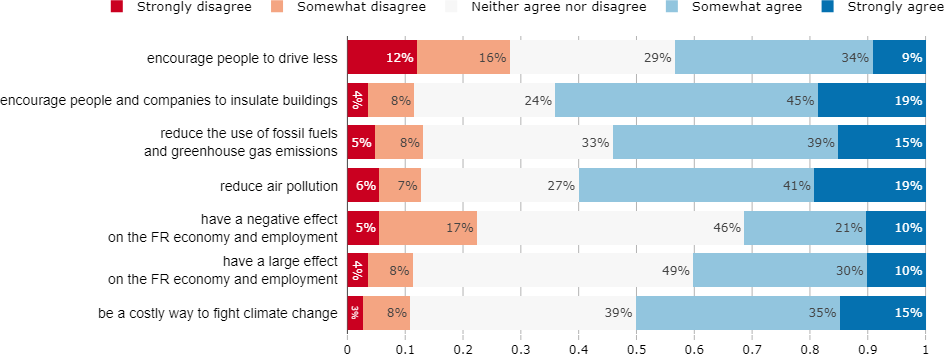 Strongly disagree Somewhat disagree Neither agree nor disagree Somewhat agree Strongly agree
encourage people to drive less 12% 16% 29% 34% 9%
encourage people and companies to insulate buildings 4% 8% 24% 45% 19%
reduce the use of fossil fuels
and greenhouse gas emissions 5% 8% 33% 39% 15%
reduce air pollution 6% 7% 27% 41% 19%
have a negative effect
on the FR economy and employment 5% 17% 46% 21% 10%
have a large effect
on the FR economy and employment 4% 8% 49% 30% 10%
be a costly way to fight climate change 3% 8% 39% 35% 15%
0 0.1 0.2 0.3 0.4 0.5 0.6 0.7 0.8 0.9 1